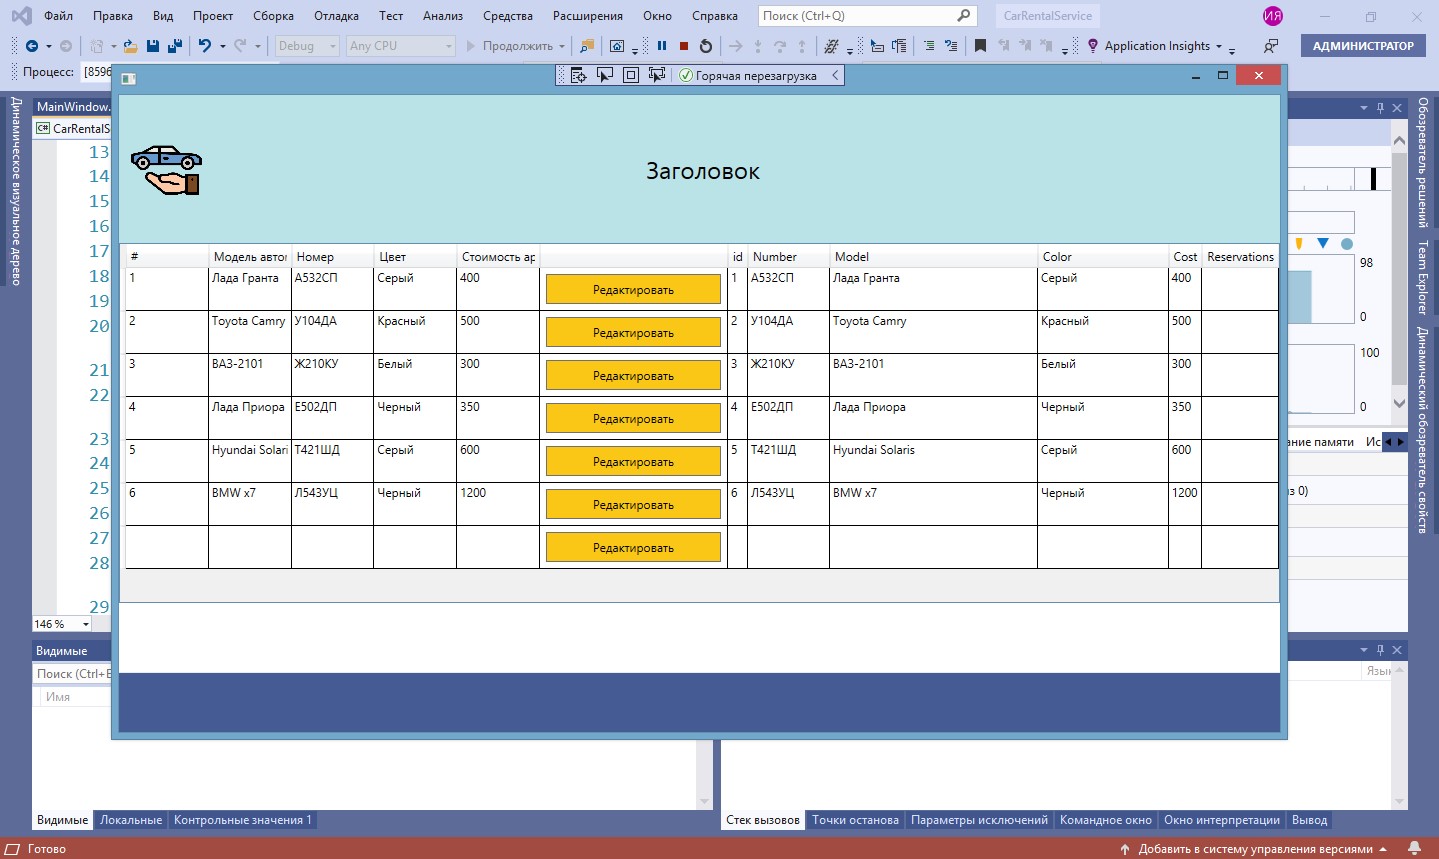 Файл Правка Вид Проект Сборка Отладка Тест Анализ Средства Расширения Окно Справка Поиск (Ctrl+Q) CarRentalService ИЯ
Debug Any CPU Продолжить Application Insights АДМИНИСТРАТОР
Процесс: [8596 Горячая перезагрузка
MainWindow.
C# CarRentalS
Динамическое визуальное дерево
Обозреватель решений
Team Explorer
Динамический обозреватель свойств
Заголовок
# Модель автом Номер Цвет Стоимость ар id Number Model Color Cost Reservations
1 Лада Гранта А532СП Серый 400 Редактировать 1 А532СП Лада Гранта Серый 400
2 Toyota Camry У104ДА Красный 500 Редактировать 2 У104ДА Toyota Camry Красный 500
3 ВАЗ-2101 Ж210КУ Белый 300 Редактировать 3 Ж210КУ ВАЗ-2101 Белый 300
4 Лада Приора Е502ДП Черный 350 Редактировать 4 Е502ДП Лада Приора Черный 350
5 Hyundai Solari Т421ШД Серый 600 Редактировать 5 Т421ШД Hyundai Solaris Серый 600
6 BMW x7 Л543УЦ Черный 1200 Редактировать 6 Л543УЦ BMW x7 Черный 1200
Редактировать
13
14
15
16
17
18
19
20
21
22
23
24
25
26
27
28
29
98
0
100
0
ание памяти Ис
из 0)
146 %
Видимые
Поиск (Ctrl+E
Имя
Язык
Видимые Локальные Контрольные значения 1
Стек вызовов Точки останова Параметры исключений Командное окно Окно интерпретации Вывод
Готово Добавить в систему управления версиями